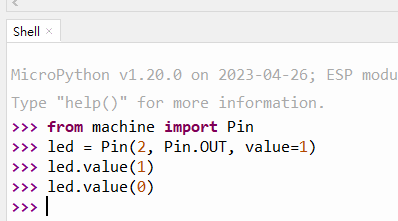 Shell ×
MicroPython v1.20.0 on 2023-04-26; ESP modu
Type "help()" for more information.
>>> from machine import Pin
>>> led = Pin(2, Pin.OUT, value=1)
>>> led.value(1)
>>> led.value(0)
>>>